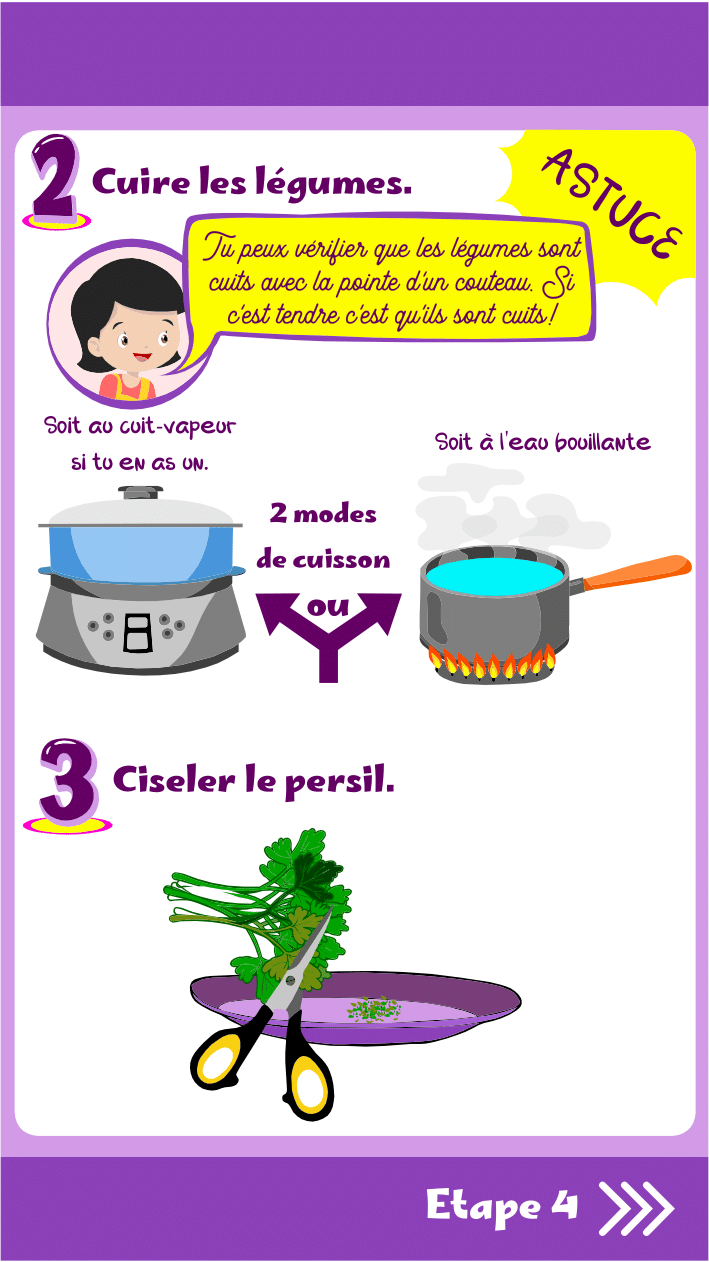 2 Cuire les légumes.
ASTUCE
Tu peux vérifier que les légumes sont
cuits avec la pointe d'un couteau. Si
c'est tendre c'est qu'ils sont cuits!
Soit au cuit-vapeur
si tu en as un.
Soit à l'eau bouillante
2 modes
de cuisson
ou
3 Ciseler le persil.
Etape 4